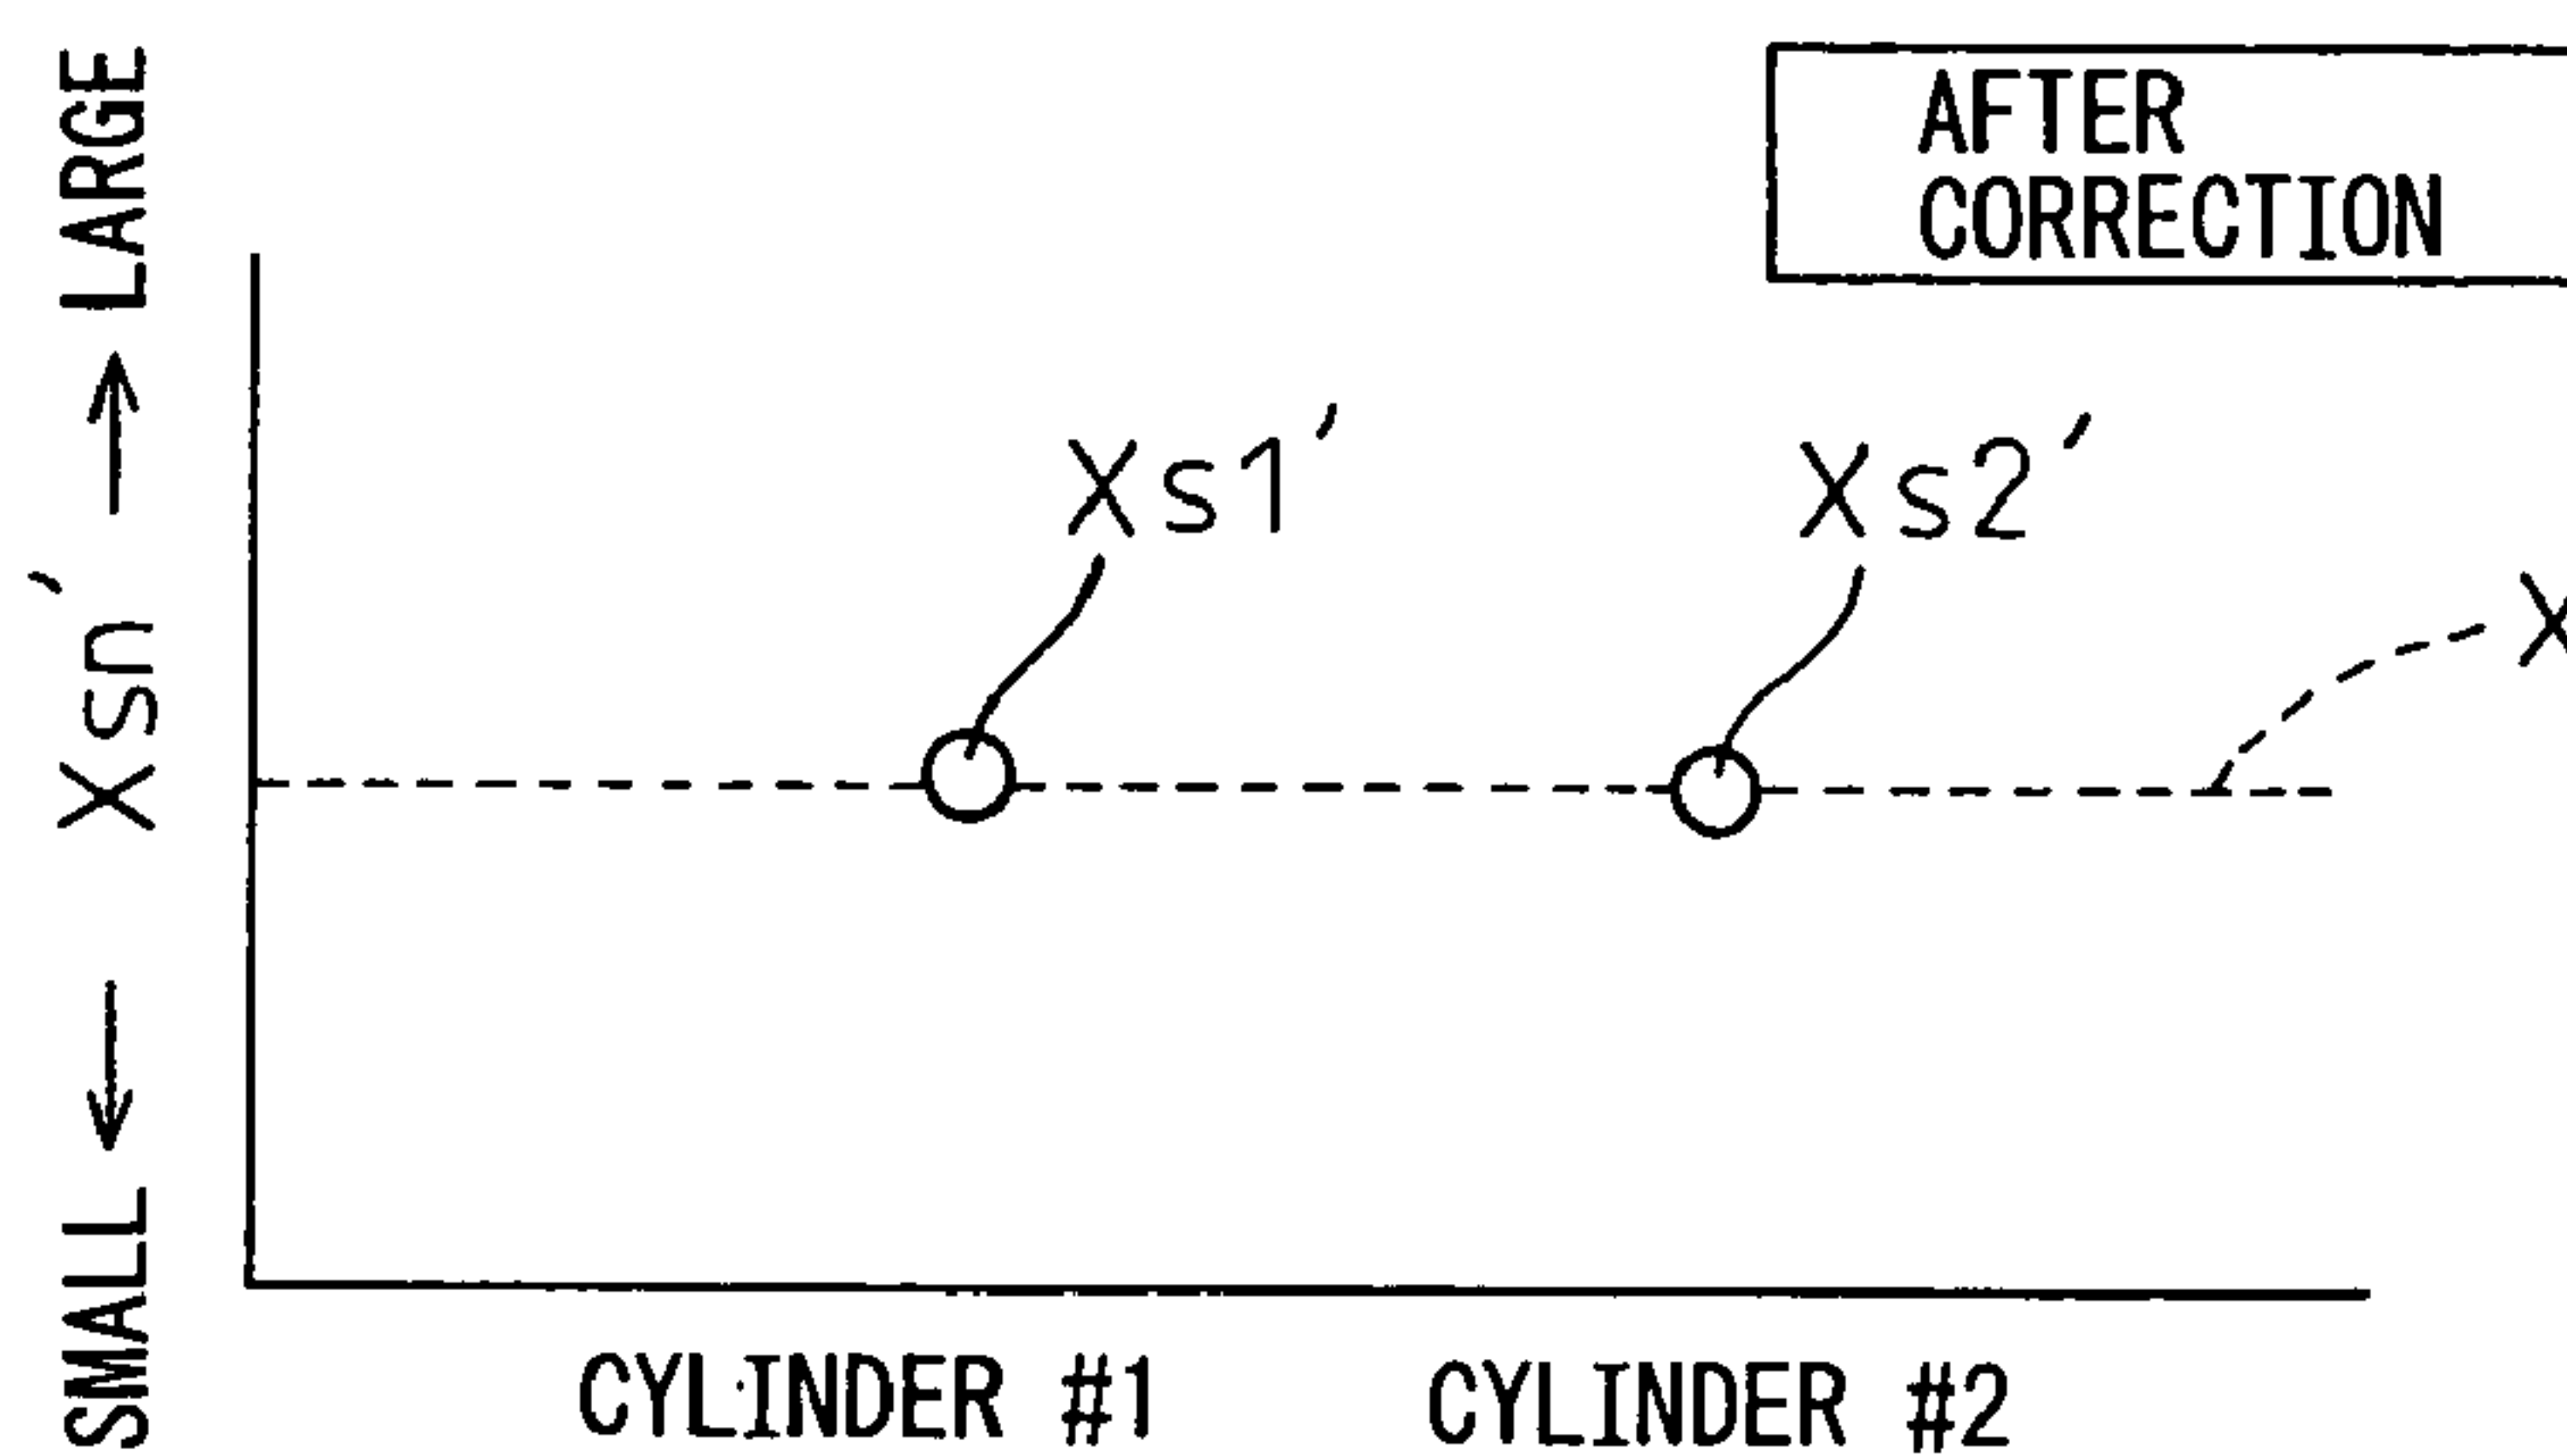 AFTER
CORRECTION
SMALL ← Xsn′ → LARGE
Xs1′
Xs2′
X
CYLINDER #1
CYLINDER #2